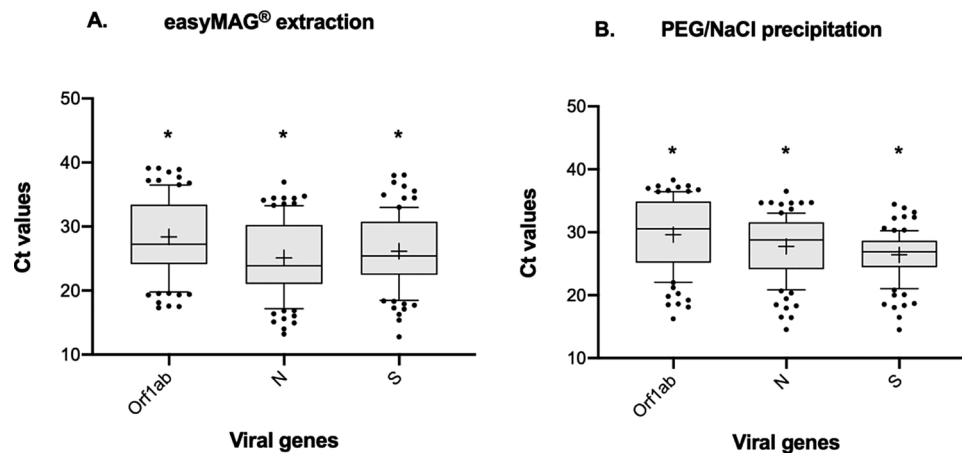 A. easyMAG® extraction
Ct values
50
40
30
20
10
* * *
Orf1ab N S
Viral genes
B. PEG/NaCl precipitation
Ct values
50
40
30
20
10
* * *
Orf1ab N S
Viral genes